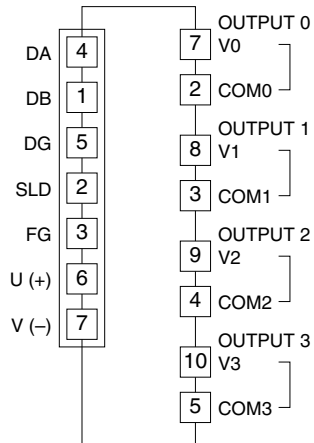 DA 4
DB 1
DG 5
SLD 2
FG 3
U (+) 6
V (–) 7
OUTPUT 0
7 V0
2 COM0
OUTPUT 1
8 V1
3 COM1
OUTPUT 2
9 V2
4 COM2
OUTPUT 3
10 V3
5 COM3